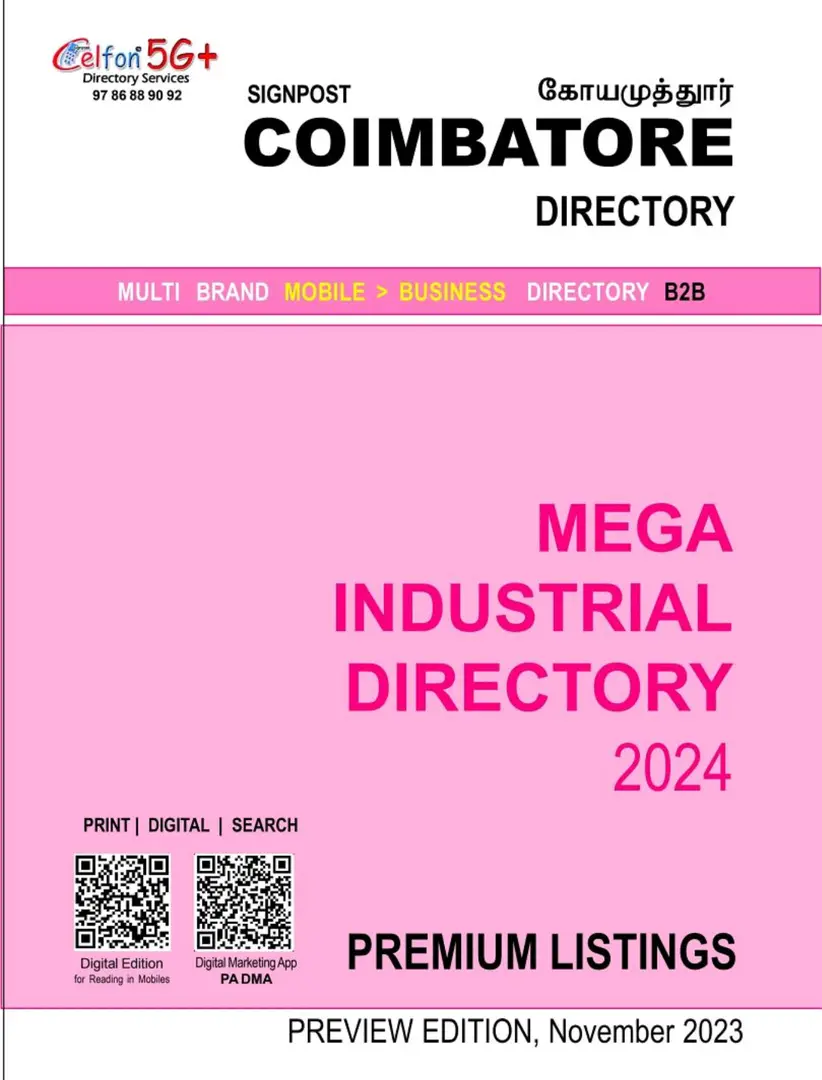 Celfon 5G+
Directory Services
97 86 88 90 92
SIGNPOST
கோயமுத்தூர்
COIMBATORE
DIRECTORY
MULTI BRAND MOBILE > BUSINESS DIRECTORY B2B
MEGA
INDUSTRIAL
DIRECTORY
2024
PRINT | DIGITAL | SEARCH
Digital Edition
for Reading in Mobiles
Digital Marketing App
PADMA
PREMIUM LISTINGS
PREVIEW EDITION, November 2023